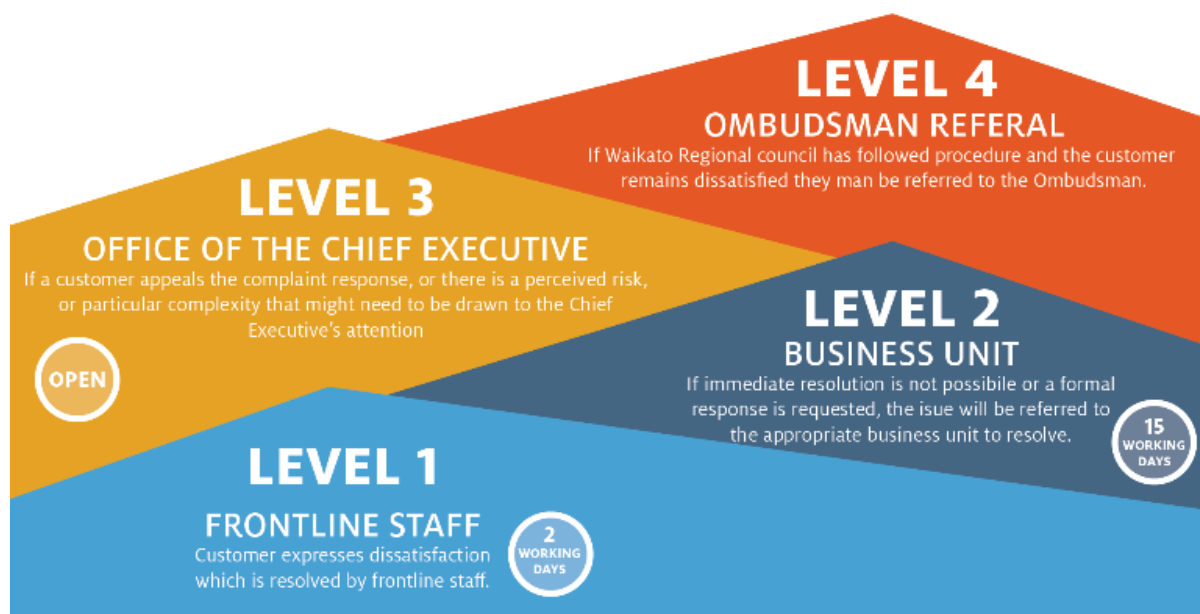 LEVEL 4
OMBUDSMAN REFERAL
If Waikato Regional council has followed procedure and the customer
remains dissatisfied they man be referred to the Ombudsman.
LEVEL 3
OFFICE OF THE CHIEF EXECUTIVE
If a customer appeals the complaint response, or there is a perceived risk,
or particular complexity that might need to be drawn to the Chief
Executive's attention
OPEN
LEVEL 2
BUSINESS UNIT
If immediate resolution is not possibile or a formal
response is requested, the isue will be referred to
the appropriate business unit to resolve.
15
WORKING
DAYS
LEVEL 1
FRONTLINE STAFF
Customer expresses dissatisfaction
which is resolved by frontline staff.
2
WORKING
DAYS